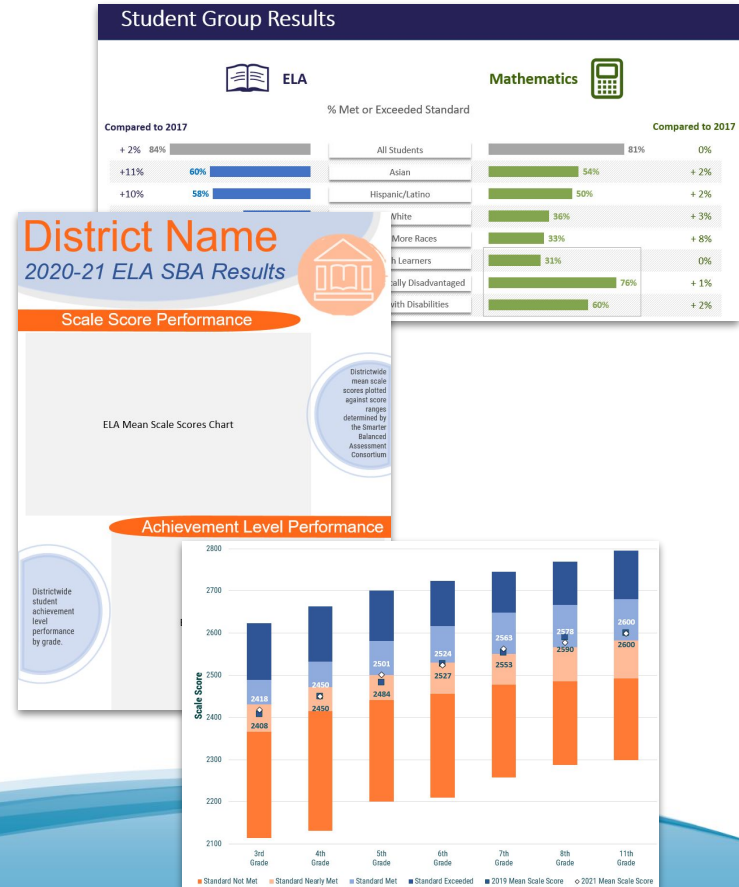 Student Group Results
ELA
Mathematics
% Met or Exceeded Standard
Compared to 2017
Compared to 2017
+ 2% 84% All Students 81% 0%
+11% 60% Asian 54% + 2%
+10% 58% Hispanic/Latino 50% + 2%
White 36% + 3%
More Races 33% + 8%
Learners 31% 0%
Disadvantaged 76% + 1%
with Disabilities 60% + 2%
District Name
2020-21 ELA SBA Results
Scale Score Performance
ELA Mean Scale Scores Chart
Districtwide
mean scale
scores plotted
against score
ranges
determined by
the Smarter
Balanced
Assessment
Consortium
Achievement Level Performance
Districtwide
student
achievement
level
performance
by grade.
Scale Score
2800
2700
2600
2500
2400
2300
2200
2100
2418
2408
2450
2450
2501
2484
2524
2527
2563
2553
2578
2590
2600
2600
3rd
Grade
4th
Grade
5th
Grade
6th
Grade
7th
Grade
8th
Grade
11th
Grade
Standard Not Met Standard Nearly Met Standard Met Standard Exceeded 2019 Mean Scale Score 2021 Mean Scale Score